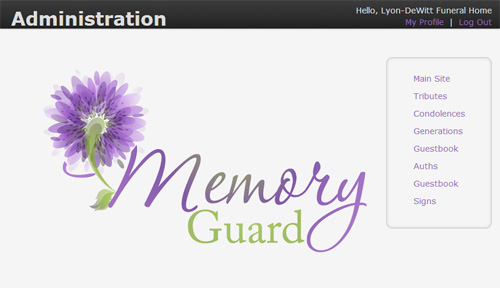 Administration
Hello, Lyon-DeWitt Funeral Home
My Profile | Log Out
Memory
Guard
Main Site
Tributes
Condolences
Generations
Guestbook
Auths
Guestbook
Signs